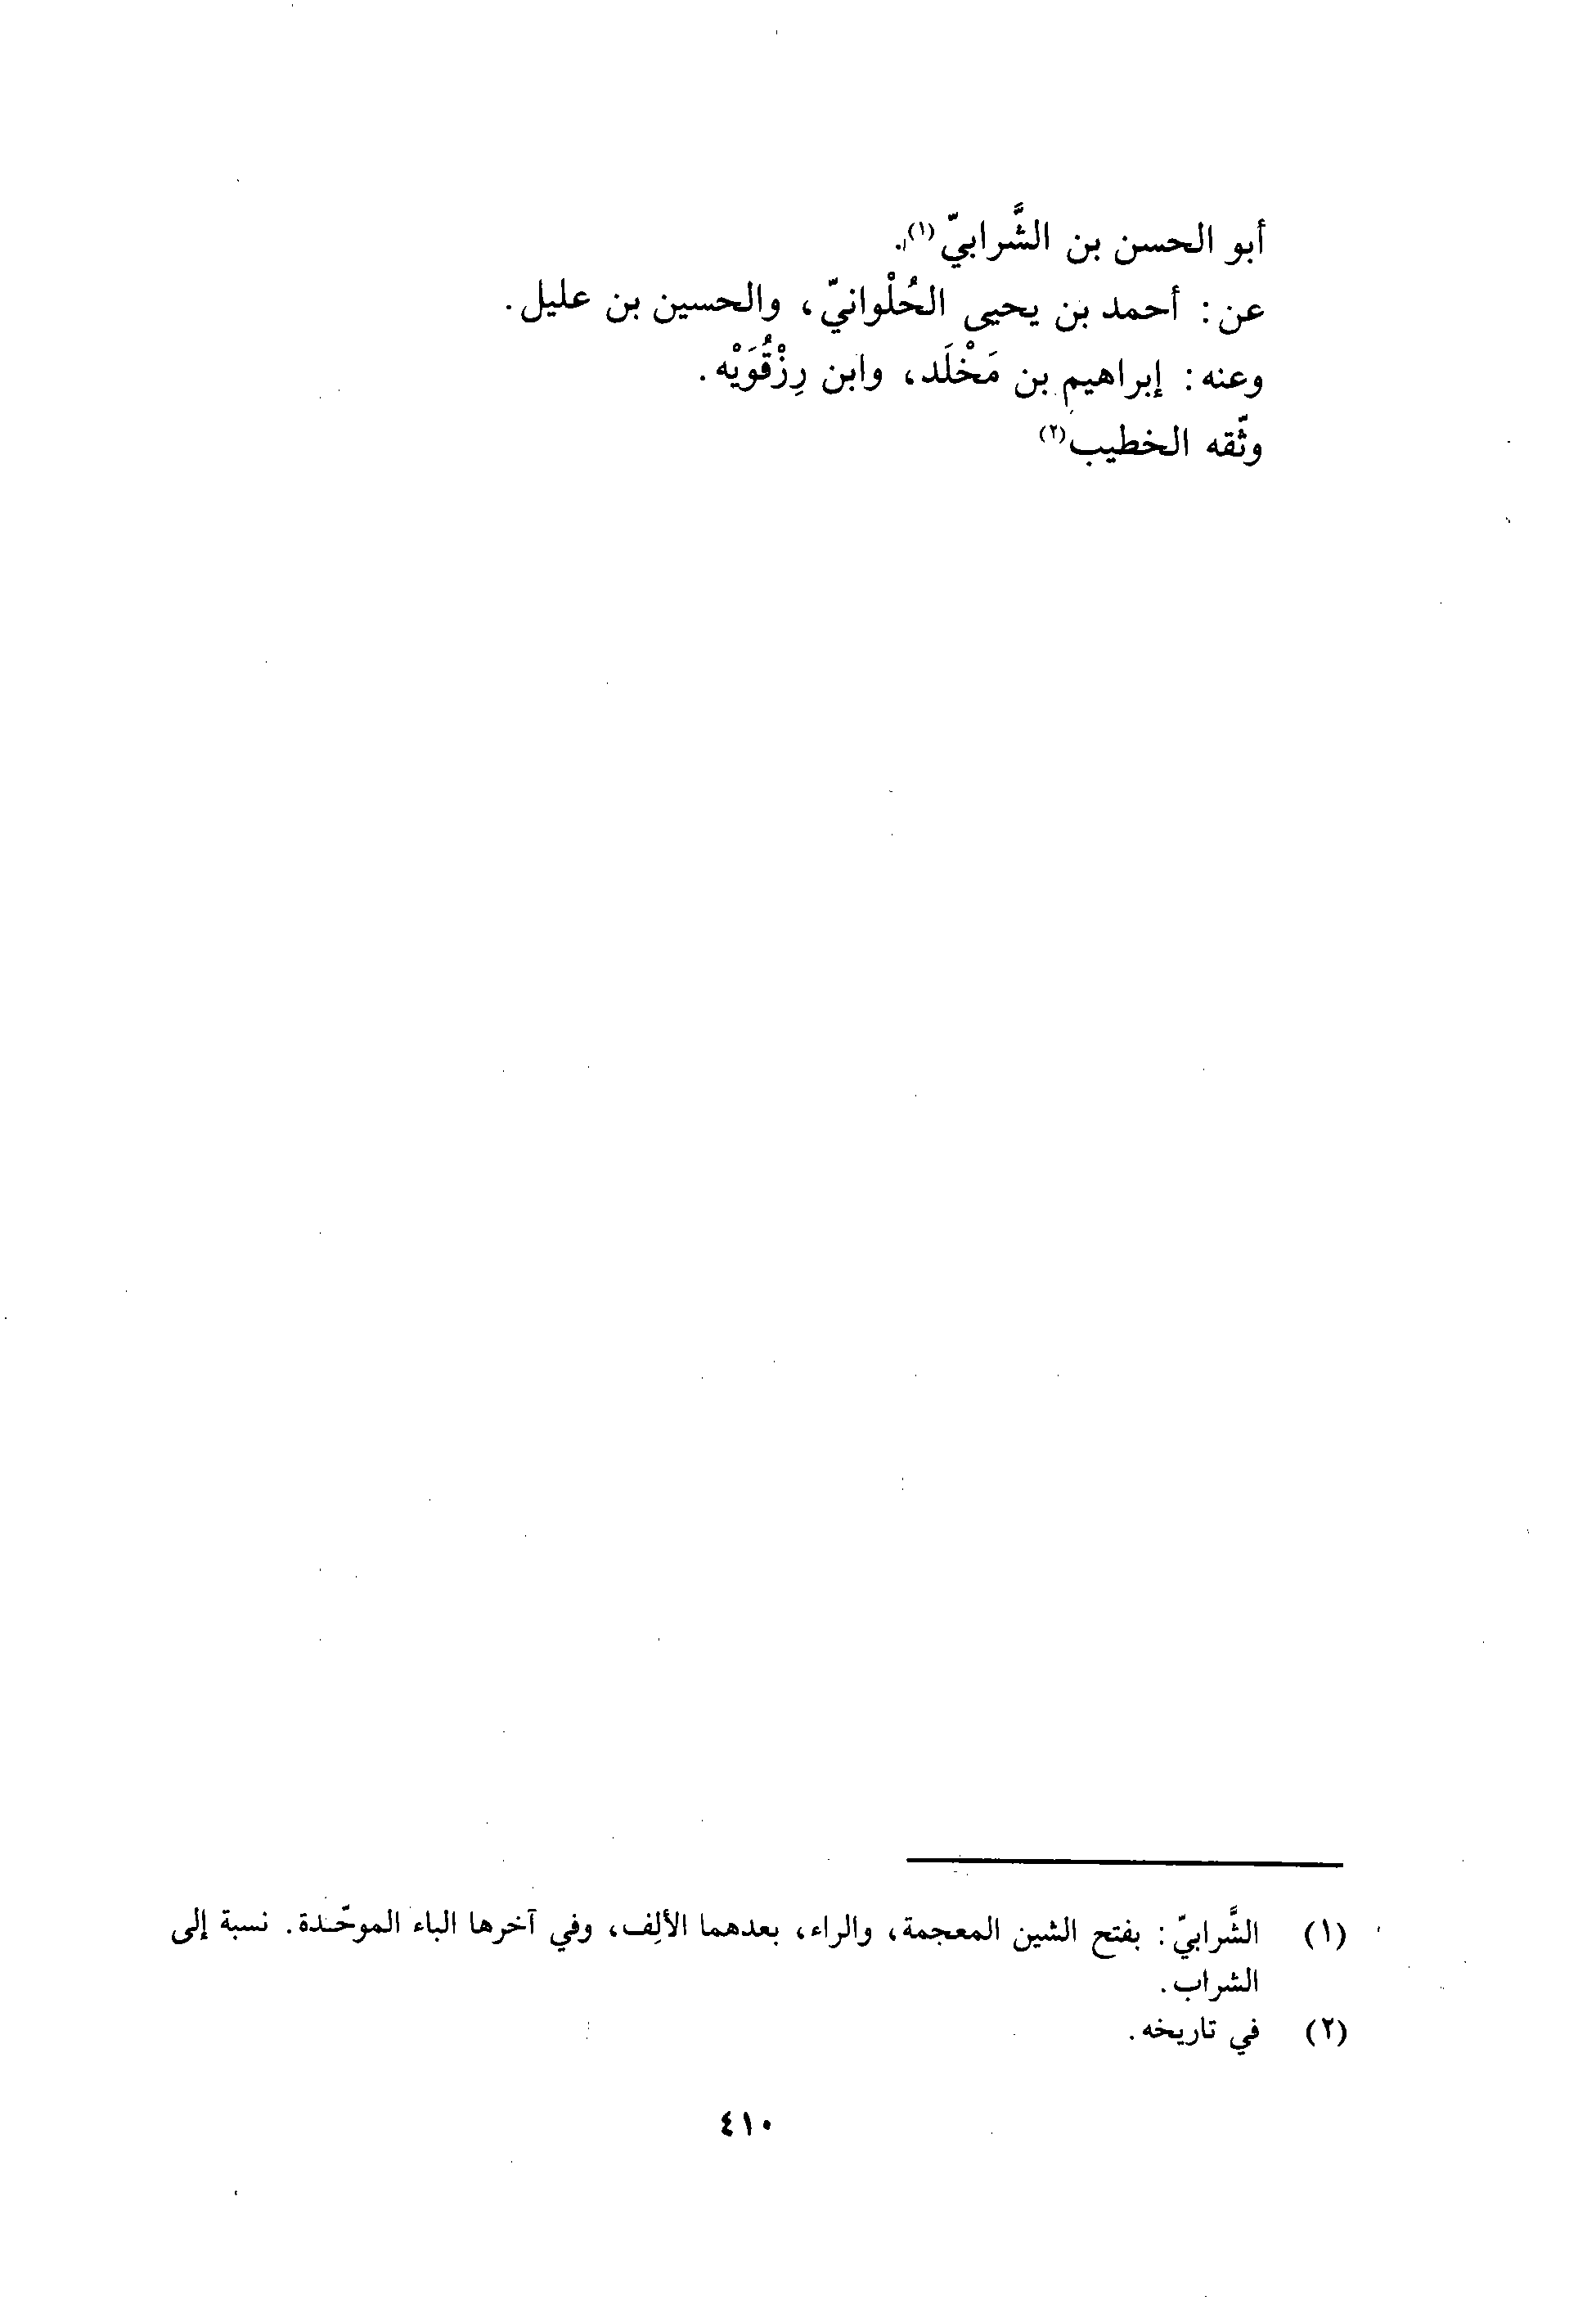 أبو الحسن بن الشَّرابيّ(١).
عن: أحمد بن يحيى الحُلْوانيّ، والحسين بن عليل.
وعنه: إبراهيم بن مَخْلَد، وابن رِزْقُوَيْه.
وثّقه الخطيب(٢)
(١) الشَّرابيّ: بفتح الشين المعجمة، والراء، بعدهما الألِف، وفي آخرها الباء الموحّدة. نسبة إلى
الشراب.
(٢) في تاريخه.
٤١٠